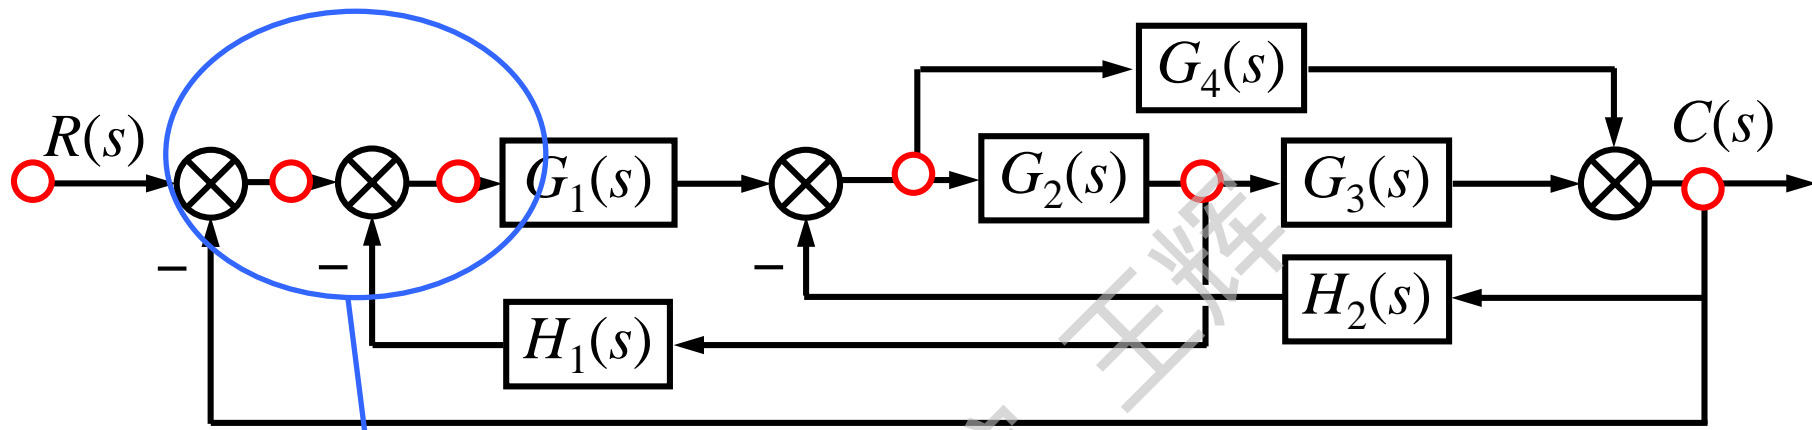 G₄(s)
R(s)
C(s)
G₁(s)
G₂(s)
G₃(s)
−
−
−
H₂(s)
H₁(s)
王辉